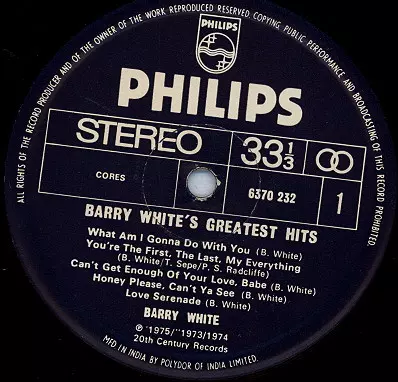 ALL RIGHTS OF THE RECORD PRODUCER AND OF THE OWNER OF THE WORK REPRODUCED RESERVED. COPYING, PUBLIC PERFORMANCE AND BROADCASTING OF THIS RECORD PROHIBITED.
PHILIPS
PHILIPS
STEREO
33 1/3
CORES
6370 232
1
BARRY WHITE'S GREATEST HITS
What Am I Gonna Do With You (B. White)
You're The First, The Last, My Everything
(B. White/T. Sepe/P. S. Radcliffe)
Can't Get Enough Of Your Love, Babe (B. White)
Honey Please, Can't Ya See (B. White)
Love Serenade (B. White)
BARRY WHITE
℗ '1975/''1973/1974
20th Century Records
MFD IN INDIA BY POLYDOR OF INDIA LIMITED.